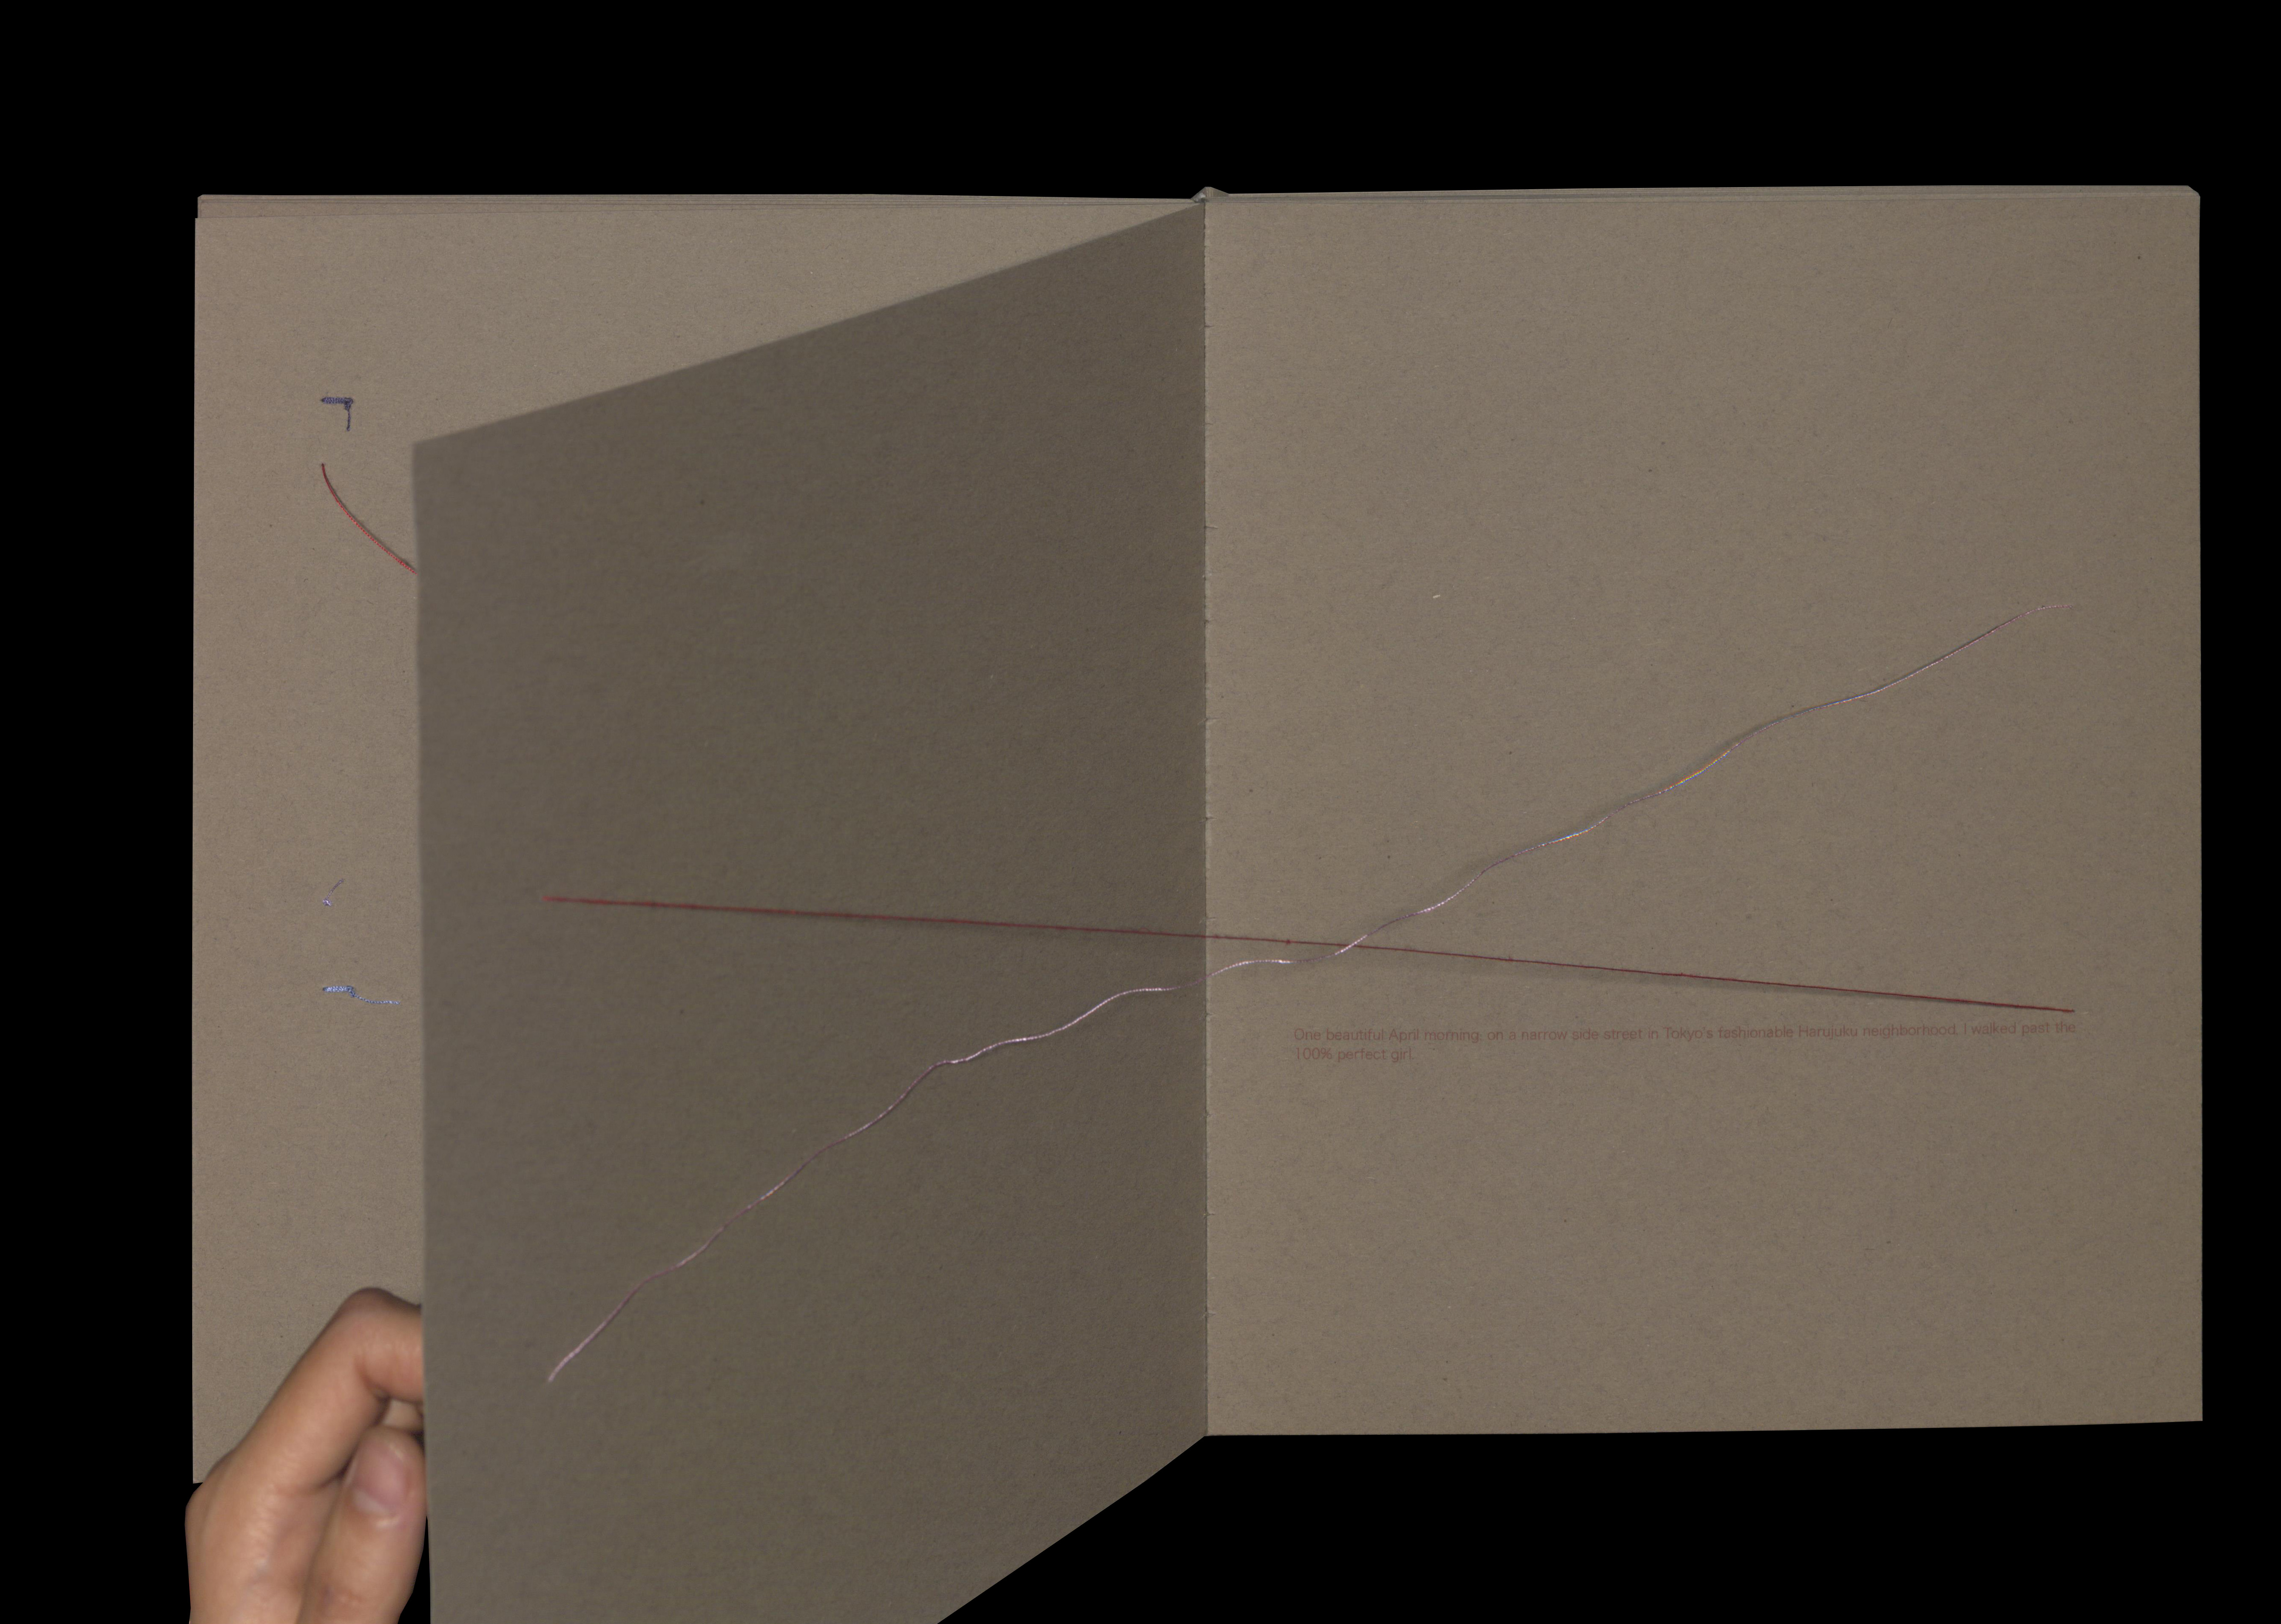 One beautiful April morning, on a narrow side street in Tokyo's fashionable Harujuku neighborhood, I walked past the
100% perfect girl.